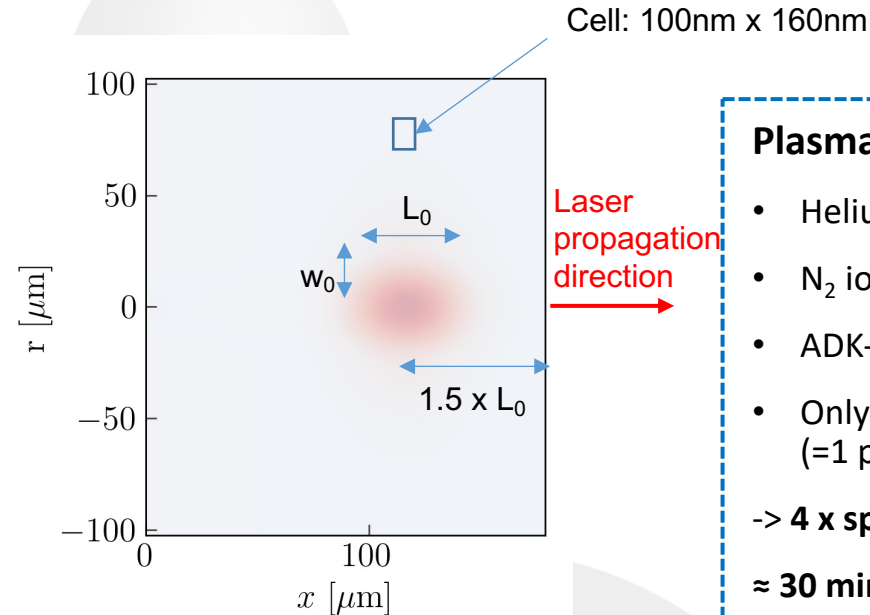 Cell: 100nm x 160nm
100
50
0
−50
−100
r [μm]
0
100
x [μm]
L₀
w₀
1.5 x L₀
Laser
propagation
direction
Plasma
• Heliu
• N₂ io
• ADK-
• Only
(=1 p
-> 4 x sp
≈ 30 min